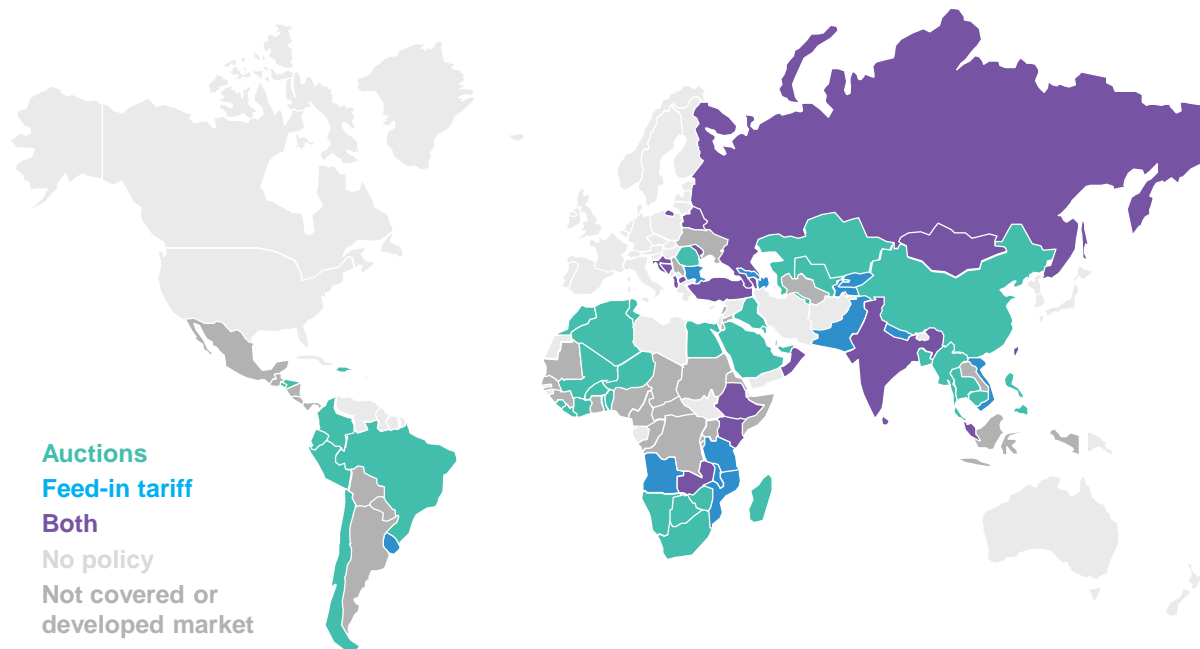 Auctions
Feed-in tariff
Both
No policy
Not covered or
developed market